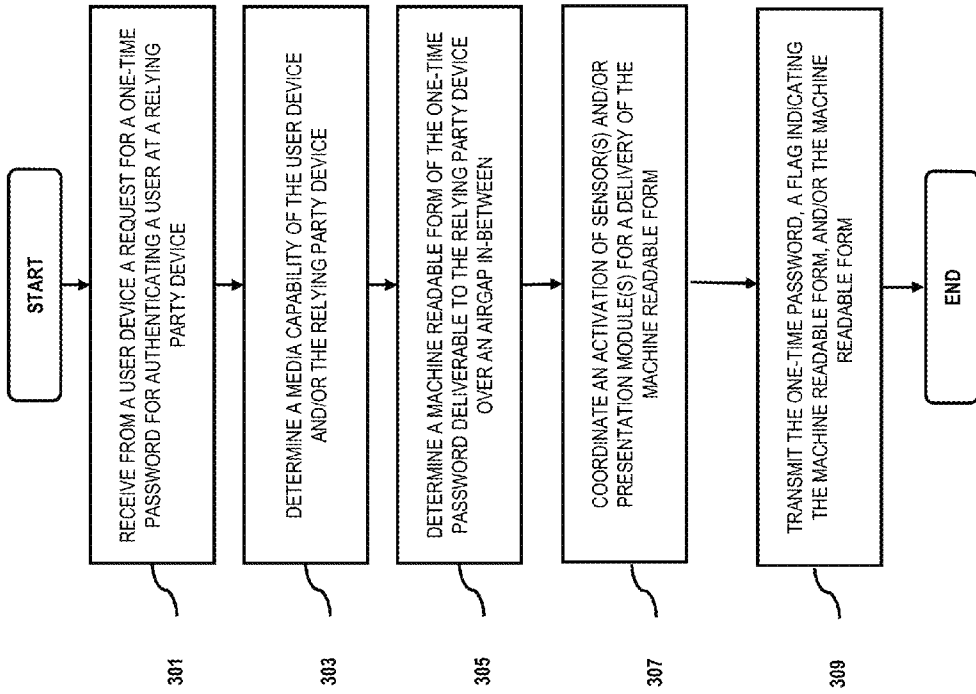 START
301
RECEIVE FROM A USER DEVICE A REQUEST FOR A ONE-TIME
PASSWORD FOR AUTHENTICATING A USER AT A RELYING
PARTY DEVICE
303
DETERMINE A MEDIA CAPABILITY OF THE USER DEVICE
AND/OR THE RELYING PARTY DEVICE
305
DETERMINE A MACHINE READABLE FORM OF THE ONE-TIME
PASSWORD DELIVERABLE TO THE RELYING PARTY DEVICE
OVER AN AIRGAP IN-BETWEEN
307
COORDINATE AN ACTIVATION OF SENSOR(S) AND/OR
PRESENTATION MODULE(S) FOR A DELIVERY OF THE
MACHINE READABLE FORM
309
TRANSMIT THE ONE-TIME PASSWORD, A FLAG INDICATING
THE MACHINE READABLE FORM, AND/OR THE MACHINE
READABLE FORM
END